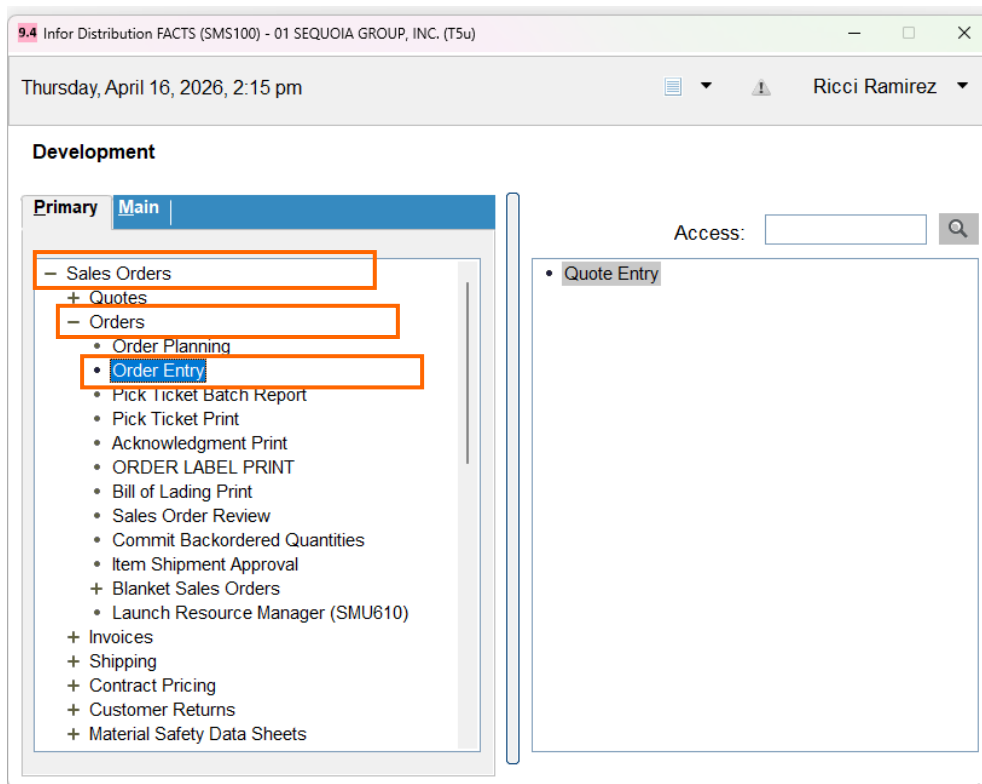 9.4 Infor Distribution FACTS (SMS100) - 01 SEQUOIA GROUP, INC. (T5u)
Thursday, April 16, 2026, 2:15 pm
Ricci Ramirez
Development
Primary
Main
Access:
Sales Orders
Quotes
Orders
Order Planning
Order Entry
Pick Ticket Batch Report
Pick Ticket Print
Acknowledgment Print
ORDER LABEL PRINT
Bill of Lading Print
Sales Order Review
Commit Backordered Quantities
Item Shipment Approval
Blanket Sales Orders
Launch Resource Manager (SMU610)
Invoices
Shipping
Contract Pricing
Customer Returns
Material Safety Data Sheets
Quote Entry